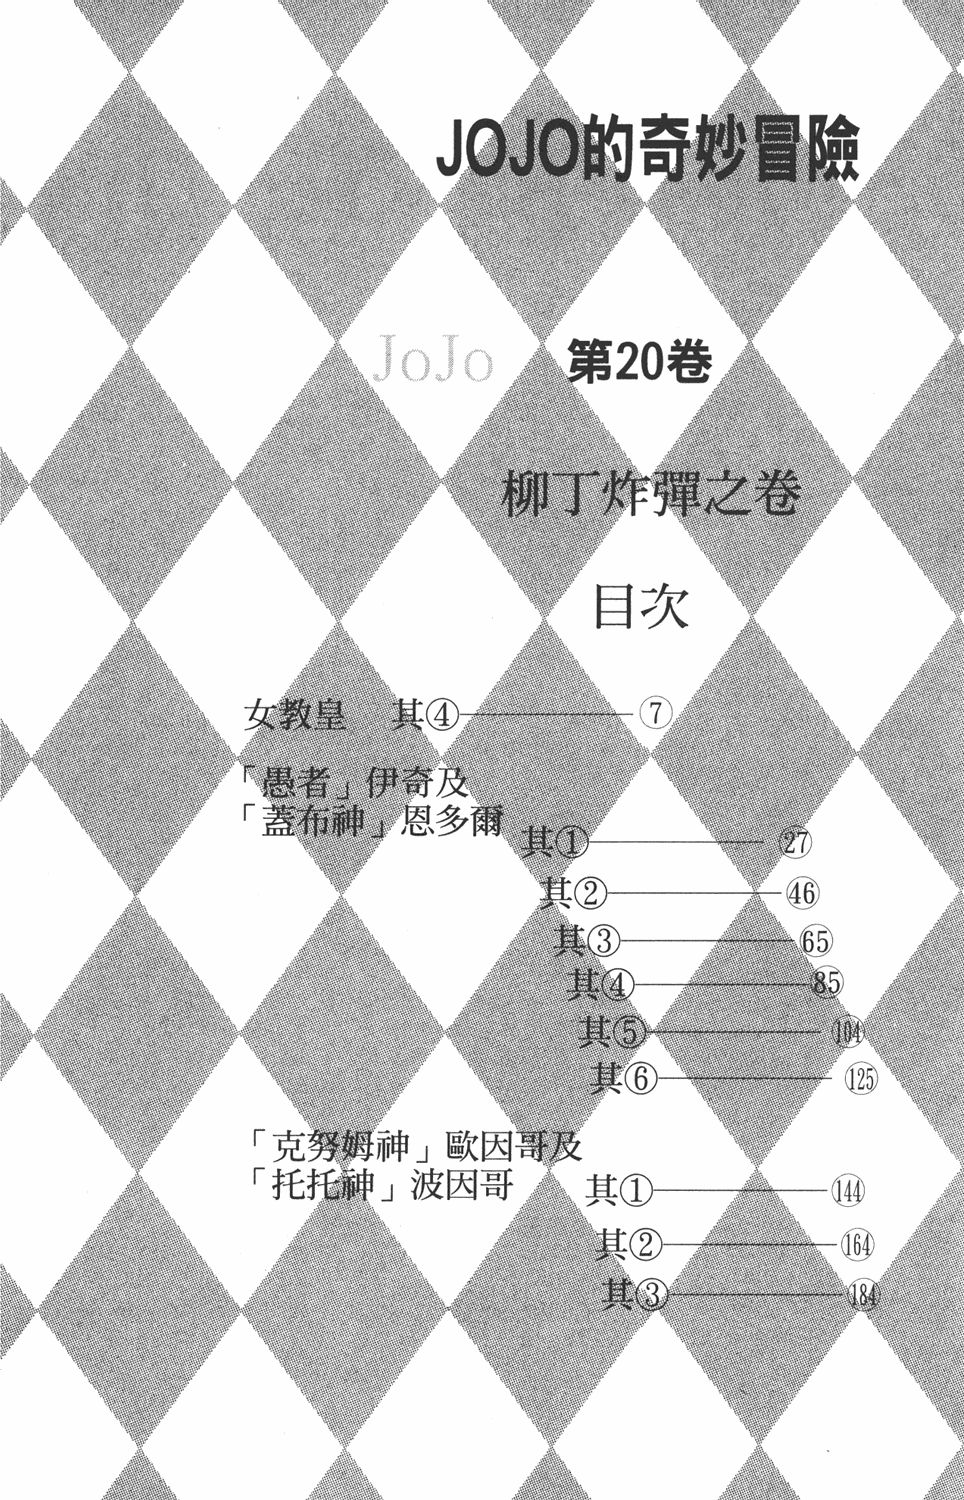 JOJO的奇妙冒險
JoJo 第20卷
柳丁炸彈之卷
目次
女教皇 其④ ⑦
「愚者」伊奇及
「蓋布神」恩多爾
其① ㉗
其② ㊻
其③ 65
其④ 85
其⑤ 104
其⑥ 125
「克努姆神」歐因哥及
「托托神」波因哥
其① 144
其② 164
其③ 184